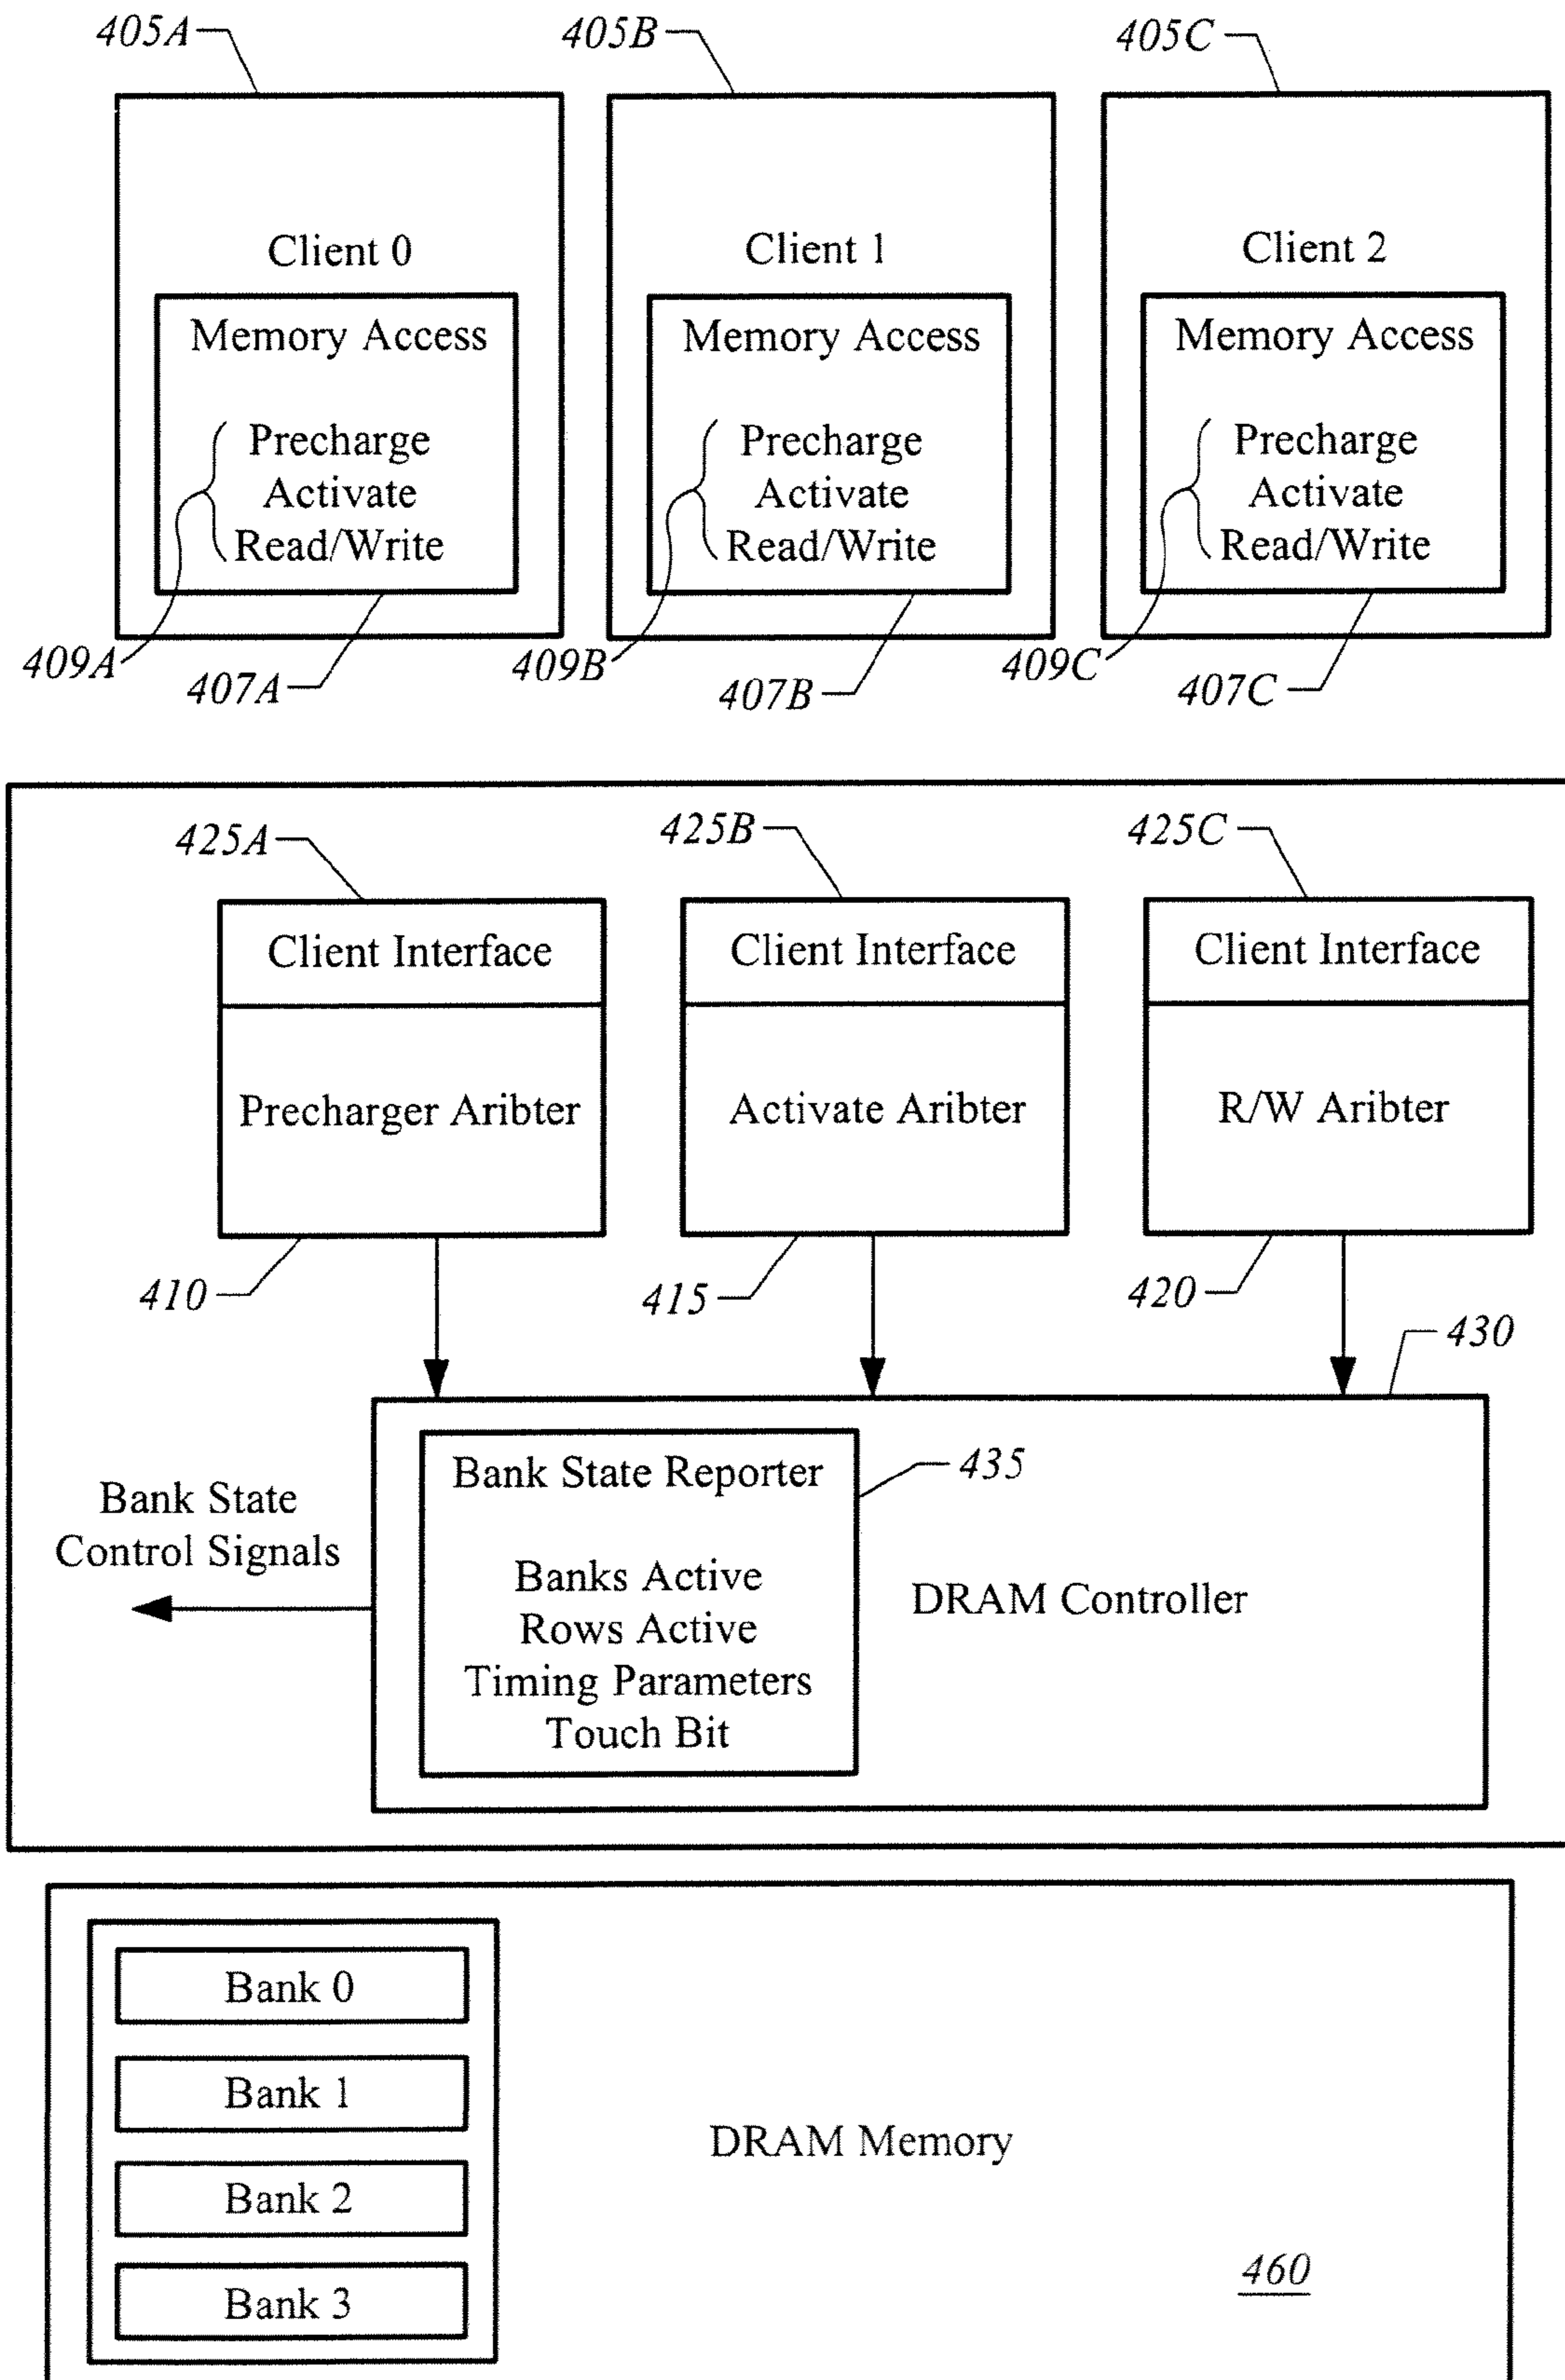 405A
405B
405C
Client 0
Client 1
Client 2
Memory Access
Memory Access
Memory Access
Precharge
Activate
Read/Write
Precharge
Activate
Read/Write
Precharge
Activate
Read/Write
409A
407A
409B
407B
409C
407C
425A
425B
425C
Client Interface
Client Interface
Client Interface
Precharger Aribter
Activate Aribter
R/W Aribter
410
415
420
430
Bank State Reporter
435
Bank State
Control Signals
Banks Active
Rows Active
Timing Parameters
Touch Bit
DRAM Controller
Bank 0
Bank 1
Bank 2
Bank 3
DRAM Memory
460